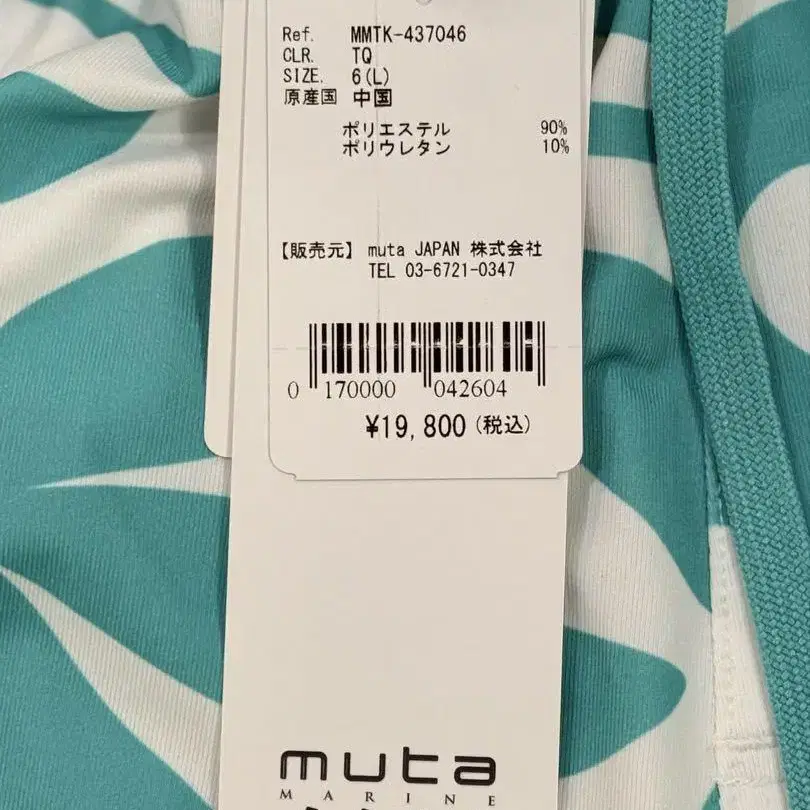 Ref. MMTK-437046
CLR. TQ
SIZE. 6(L)
原産国 中国
ポリエステル 90%
ポリウレタン 10%
【販売元】 muta JAPAN 株式会社
TEL 03-6721-0347
0 170000 042604
¥19,800(税込)
muta
MARINE